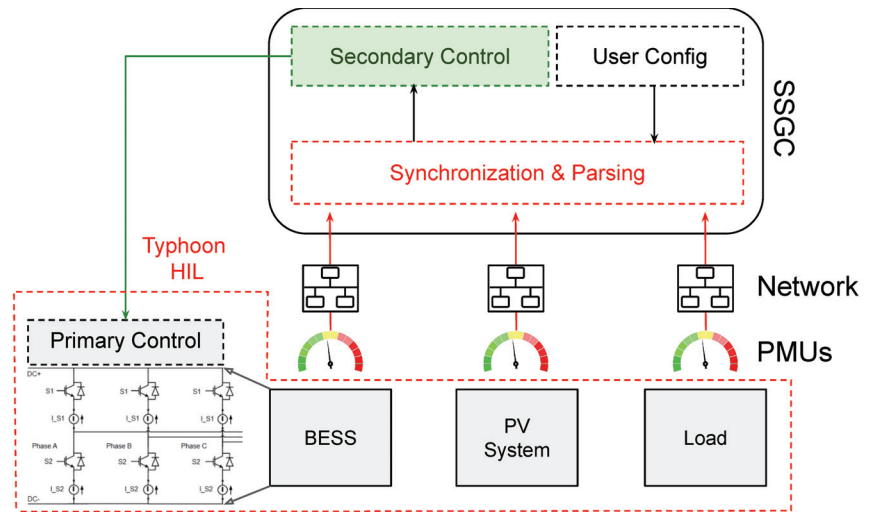 Secondary Control
User Config
SSGC
Synchronization & Parsing
Typhoon
HIL
Network
Primary Control
PMUs
DC+
S1
S1
S1
I_S1
I_S1
I_S1
Phase A
Phase B
Phase C
S2
S2
S2
I_S2
I_S2
I_S2
DC-
BESS
PV
System
Load